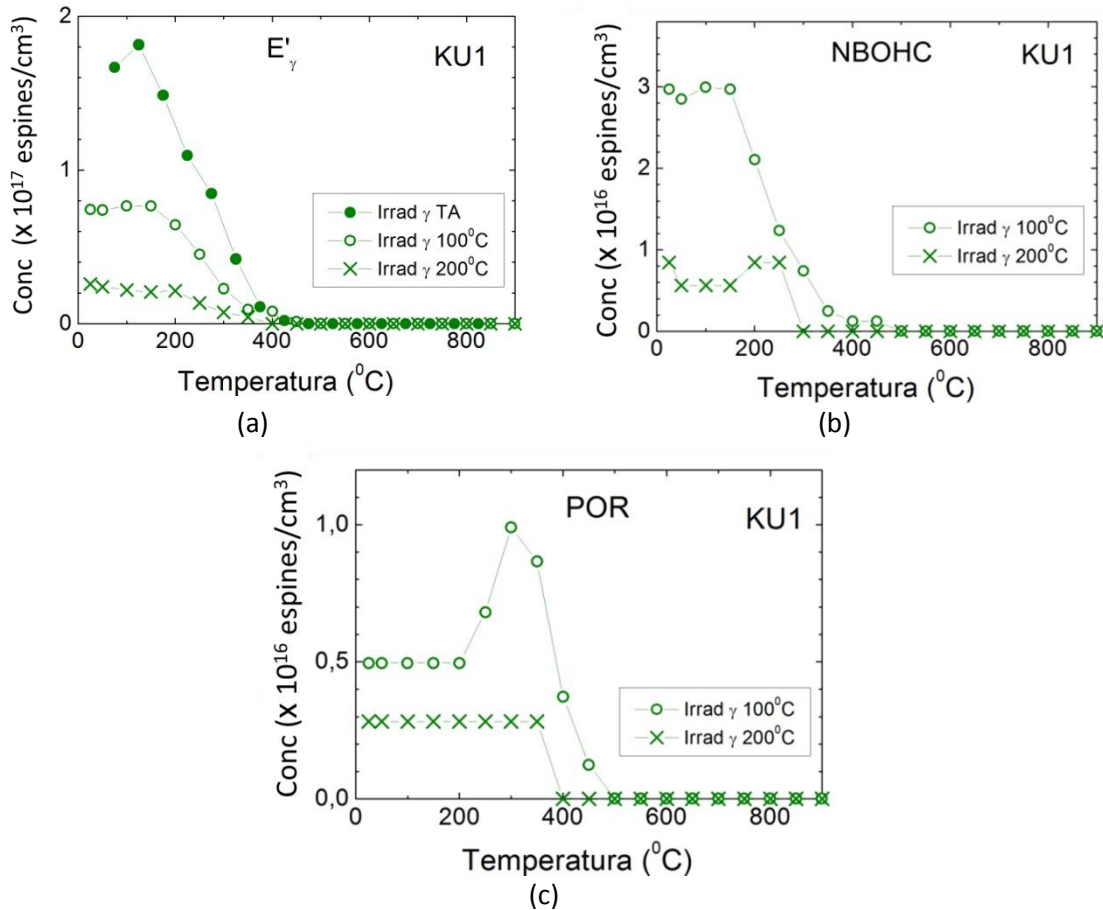 E'γ
KU1
2
1
0
Conc (x 10¹⁷ espines/cm³)
Irrad γ TA
Irrad γ 100⁰C
Irrad γ 200⁰C
0 200 400 600 800
Temperatura (⁰C)
(a)
NBOHC
KU1
3
2
1
0
Conc (x 10¹⁶ espines/cm³)
Irrad γ 100⁰C
Irrad γ 200⁰C
0 200 400 600 800
Temperatura (⁰C)
(b)
POR
KU1
1,0
0,5
0,0
Conc (x 10¹⁶ espines/cm³)
Irrad γ 100⁰C
Irrad γ 200⁰C
0 200 400 600 800
Temperatura (⁰C)
(c)